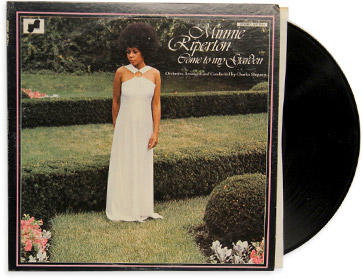 Minnie
Riperton
Come to my Garden
Orchestra Arranged and Conducted by Charles Stepney